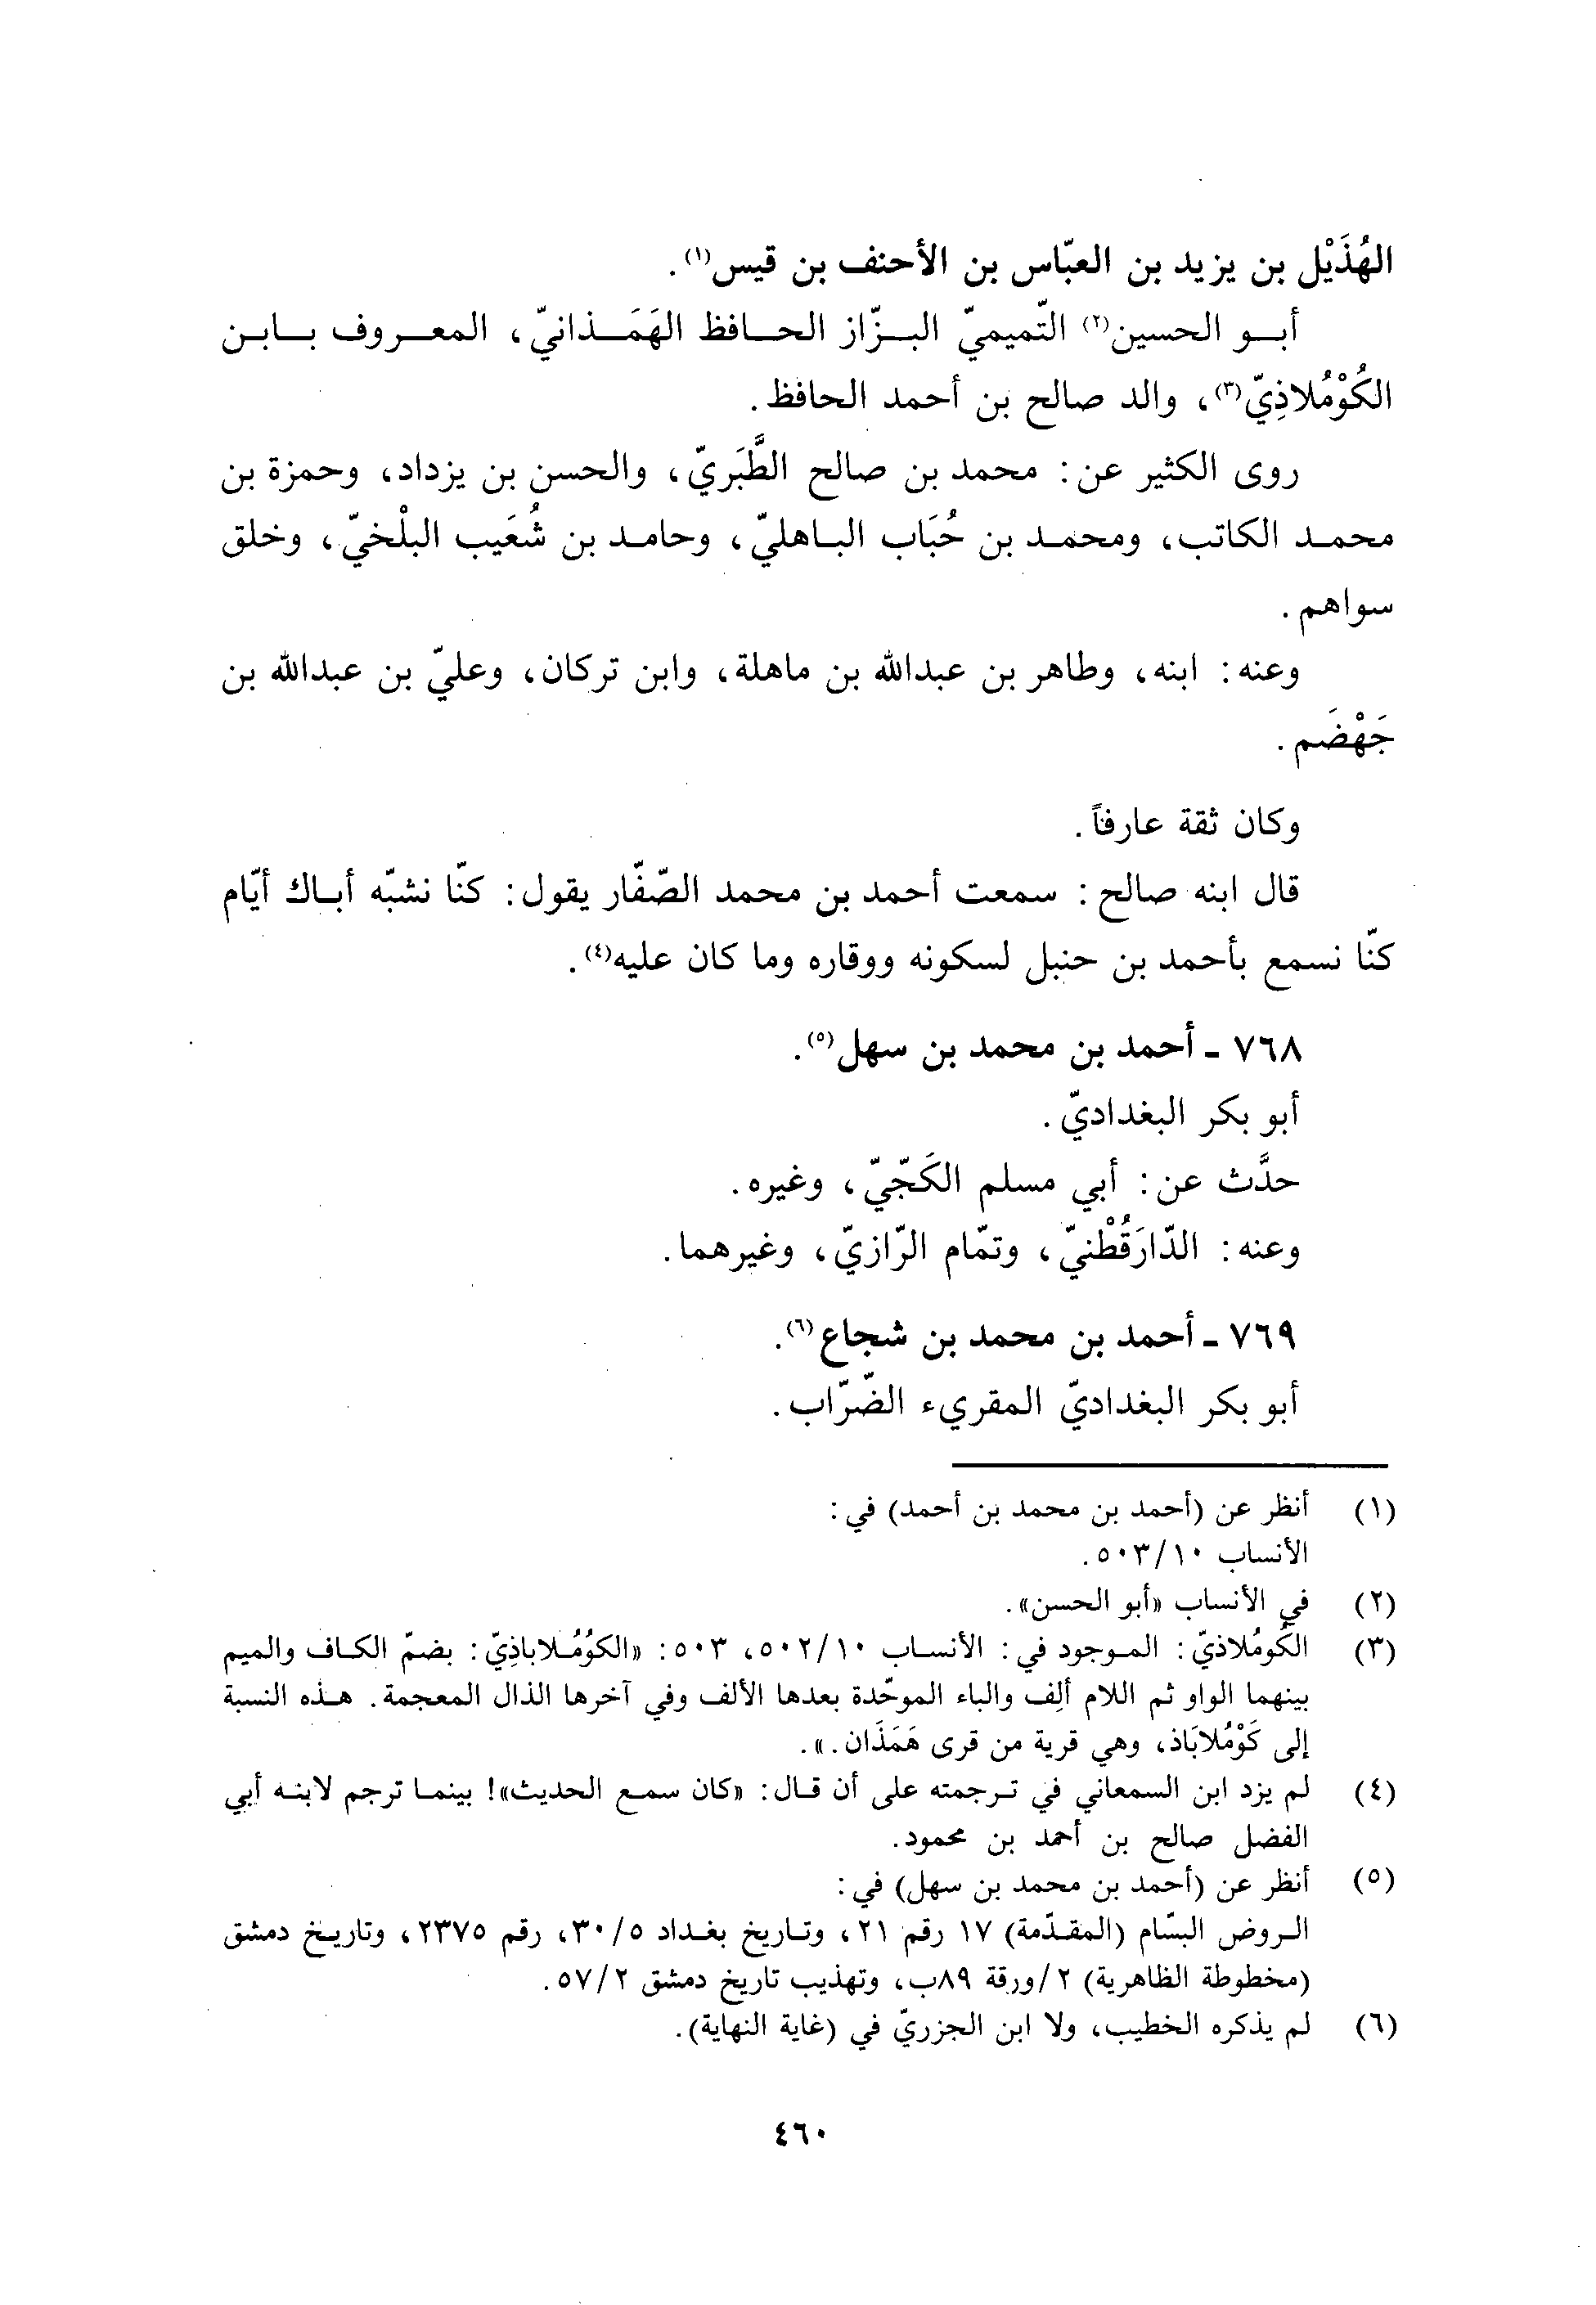 الهُذَيْل بن يزيد بن العبّاس بن الأحنف بن قيس(١).
أبو الحسين(٢) التّميميّ البزّاز الحافظ الهَمَذانيّ، المعروف بابن
الكُوْمُلاذِيّ(٣)، والد صالح بن أحمد الحافظ.
روى الكثير عن: محمد بن صالح الطَّبَريّ، والحسن بن يزداد، وحمزة بن
محمد الكاتب، ومحمد بن حُبَاب الباهليّ، وحامد بن شُعَيب البلْخيّ، وخلق
سواهم.
وعنه: ابنه، وطاهر بن عبدالله بن ماهلة، وابن تركان، وعليّ بن عبدالله بن
جَهْضَم.
وكان ثقة عارفاً.
قال ابنه صالح: سمعت أحمد بن محمد الصّفّار يقول: كنّا نشبّه أباك أيّام
كنّا نسمع بأحمد بن حنبل لسكونه ووقاره وما كان عليه(٤).
٧٦٨ - أحمد بن محمد بن سهل(٥).
أبو بكر البغداديّ.
حدَّث عن: أبي مسلم الكَجّيّ، وغيره.
وعنه: الدّارَقُطْنيّ، وتمّام الرّازيّ، وغيرهما.
٧٦٩ - أحمد بن محمد بن شجاع(٦).
أبو بكر البغداديّ المقريء الضّرّاب.
(١) أنظر عن (أحمد بن محمد بن أحمد) في:
الأنساب ٥٠٣/١٠.
(٢) في الأنساب «أبو الحسن».
(٣) الكُومُلاذيّ: الموجود في: الأنساب ٥٠٢/١٠، ٥٠٣: «الكوُمُلاباذِيّ: بضمّ الكاف والميم
بينهما الواو ثم اللام ألِف والباء الموحّدة بعدها الألف وفي آخرها الذال المعجمة. هذه النسبة
إلى كَوْمُلابَاذ، وهي قرية من قرى هَمَذَان.».
(٤) لم يزد ابن السمعاني في ترجمته على أن قال: «كان سمع الحديث»! بينما ترجم لابنه أبي
الفضل صالح بن أحمد بن محمود.
(٥) أنظر عن (أحمد بن محمد بن سهل) في:
الروض البسّام (المقدّمة) ١٧ رقم ٢١، وتاريخ بغداد ٣٠/٥، رقم ٢٣٧٥، وتاريخ دمشق
(مخطوطة الظاهرية) ٢/ورقة ٨٩ب، وتهذيب تاريخ دمشق ٥٧/٢.
(٦) لم يذكره الخطيب، ولا ابن الجزريّ في (غاية النهاية).
٤٦٠